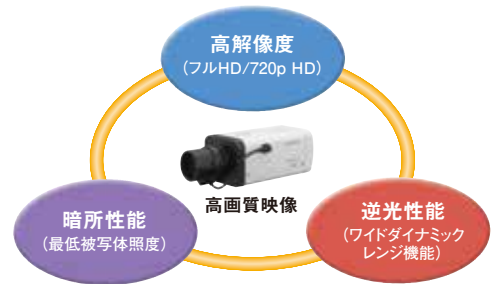 高解像度
(フルHD/720p HD)
高画質映像
暗所性能
(最低被写体照度)
逆光性能
(ワイドダイナミック
レンジ機能)